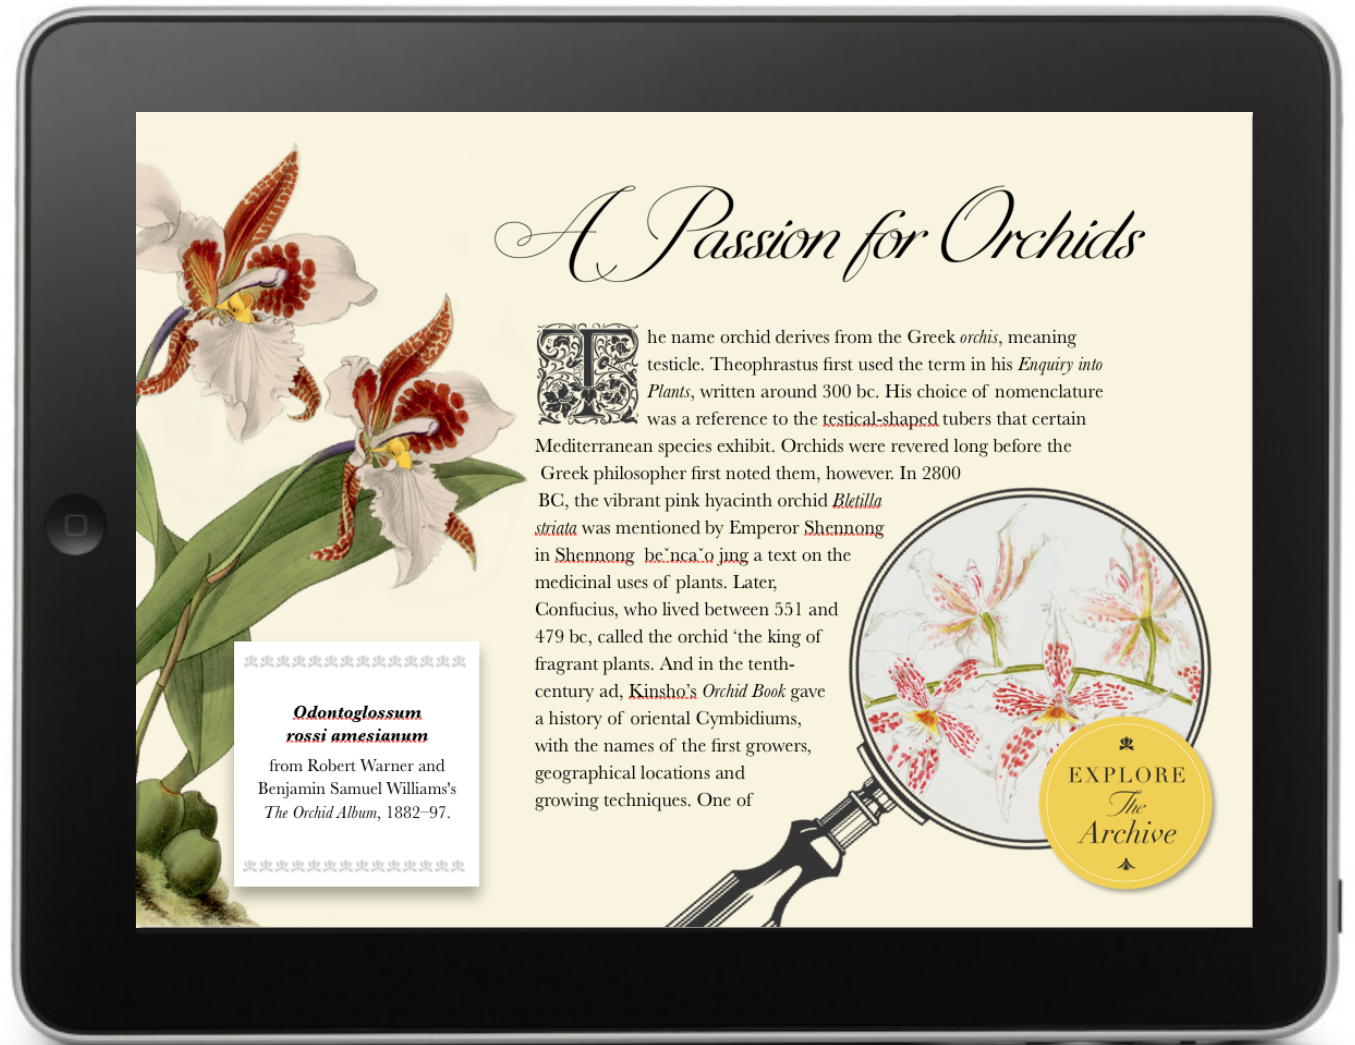 A Passion for Orchids
The name orchid derives from the Greek orchis, meaning
testicle. Theophrastus first used the term in his Enquiry into
Plants, written around 300 bc. His choice of nomenclature
was a reference to the testical-shaped tubers that certain
Mediterranean species exhibit. Orchids were revered long before the
Greek philosopher first noted them, however. In 2800
BC, the vibrant pink hyacinth orchid Bletilla
striata was mentioned by Emperor Shennong
in Shennong beˇncaˇo jıng a text on the
medicinal uses of plants. Later,
Confucius, who lived between 551 and
479 bc, called the orchid ‘the king of
fragrant plants. And in the tenth-
century ad, Kinsho’s Orchid Book gave
a history of oriental Cymbidiums,
with the names of the first growers,
geographical locations and
growing techniques. One of
Odontoglossum
rossi amesianum
from Robert Warner and
Benjamin Samuel Williams's
The Orchid Album, 1882–97.
EXPLORE
The
Archive